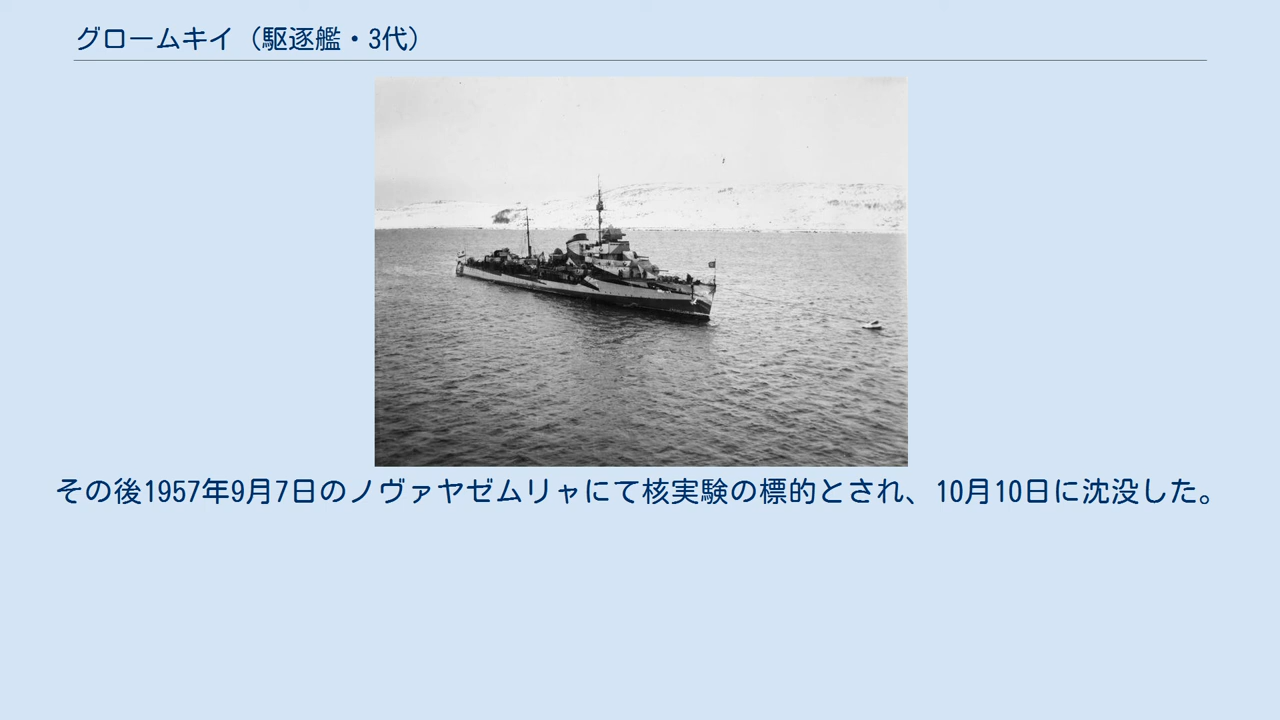 グロームキイ（駆逐艦・3代）
その後1957年9月7日のノヴァヤゼムリャにて核実験の標的とされ、10月10日に沈没した。